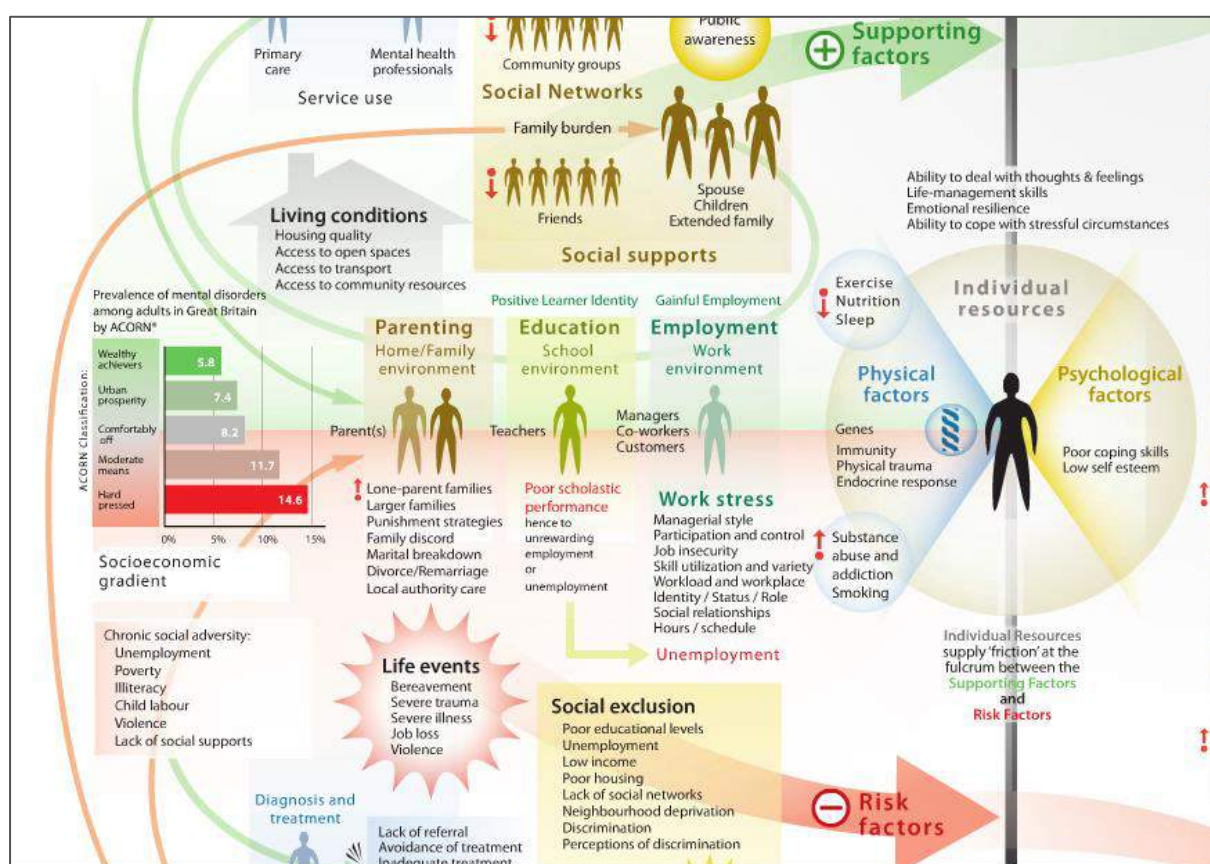 Primary
care
Mental health
professionals
Service use
Community groups
Social Networks
Family burden
Friends
Spouse
Children
Extended family
Social supports
Public
awareness
Supporting
factors
Living conditions
Housing quality
Access to open spaces
Access to transport
Access to community resources
Ability to deal with thoughts & feelings
Life-management skills
Emotional resilience
Ability to cope with stressful circumstances
Prevalence of mental disorders
among adults in Great Britain
by ACORN*
ACORN Classification:
Wealthy
achievers
5.8
Urban
prosperity
7.4
Comfortably
off
8.2
Moderate
means
11.7
Hard
pressed
14.6
0%
5%
10%
15%
Socioeconomic
gradient
Positive Learner Identity
Gainful Employment
Parenting
Home/Family
environment
Parent(s)
Lone-parent families
Larger families
Punishment strategies
Family discord
Marital breakdown
Divorce/Remarriage
Local authority care
Education
School
environment
Teachers
Poor scholastic
performance
hence to
unrewarding
employment
or
unemployment
Employment
Work
environment
Managers
Co-workers
Customers
Work stress
Managerial style
Participation and control
Job insecurity
Skill utilization and variety
Workload and workplace
Identity / Status / Role
Social relationships
Hours / schedule
Unemployment
Exercise
Nutrition
Sleep
Individual
resources
Physical
factors
Genes
Immunity
Physical trauma
Endocrine response
Psychological
factors
Poor coping skills
Low self esteem
Substance
abuse and
addiction
Smoking
Individual Resources
supply 'friction' at the
fulcrum between the
Supporting Factors
and
Risk Factors
Chronic social adversity:
Unemployment
Poverty
Illiteracy
Child labour
Violence
Lack of social supports
Life events
Bereavement
Severe trauma
Severe illness
Job loss
Violence
Social exclusion
Poor educational levels
Unemployment
Low income
Poor housing
Lack of social networks
Neighbourhood deprivation
Discrimination
Perceptions of discrimination
Risk
factors
Diagnosis and
treatment
Lack of referral
Avoidance of treatment
Inadequate treatment